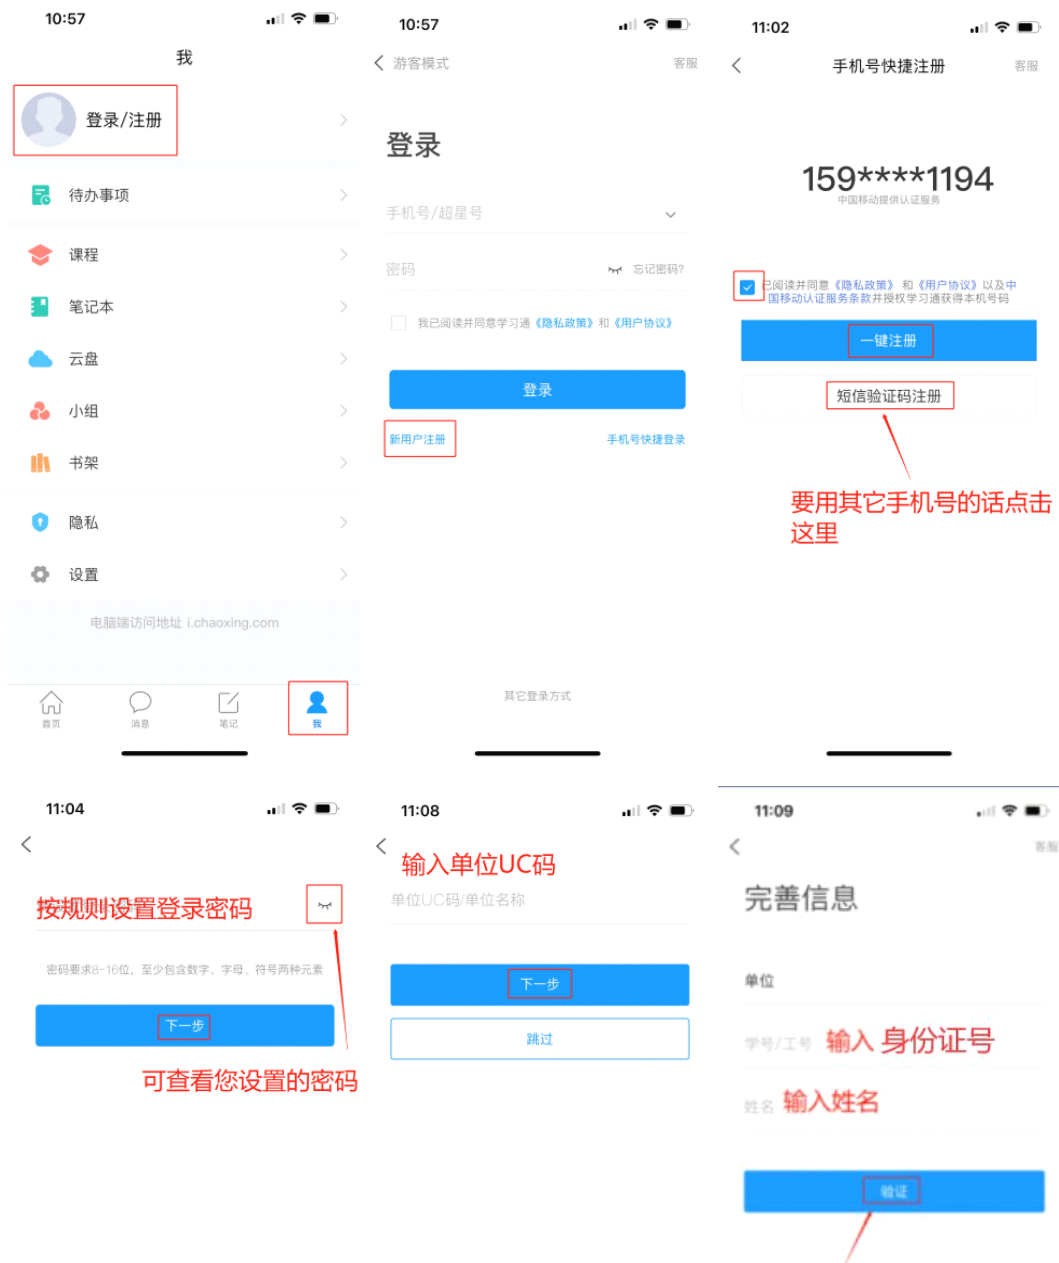 10:57
我
登录/注册
待办事项
课程
笔记本
云盘
小组
书架
隐私
设置
电脑端访问地址 i.chaoxing.com
首页
消息
笔记
我
10:57
游客模式
客服
登录
手机号/超星号
密码
忘记密码?
我已阅读并同意学习通《隐私政策》和《用户协议》
登录
新用户注册
手机号快捷登录
其它登录方式
11:02
手机号快捷注册
客服
159****1194
中国移动提供认证服务
已阅读并同意《隐私政策》和《用户协议》以及中
国移动认证服务条款并授权学习通获得本机号码
一键注册
短信验证码注册
要用其它手机号的话点击
这里
11:04
按规则设置登录密码
密码要求8-16位，至少包含数字、字母、符号两种元素
下一步
可查看您设置的密码
11:08
输入单位UC码
单位UC码/单位名称
下一步
跳过
11:09
客服
完善信息
单位
学号/工号 输入 身份证号
姓名 输入姓名
验证